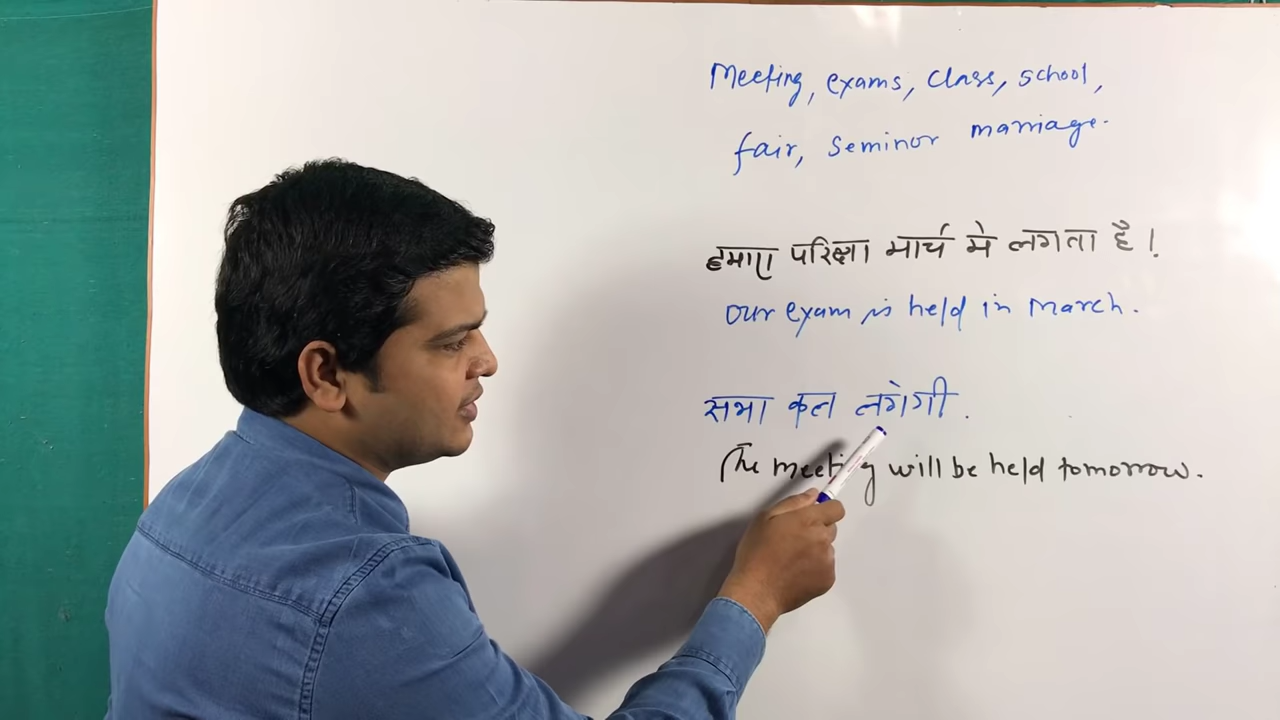 Meeting, exams, Class, school,
fair, Seminor marriage.
हमारा परिक्षा मार्च मे लगता है !
our exam is held in March.
सभा कल लगेगी .
The meeting will be held tomorrow.